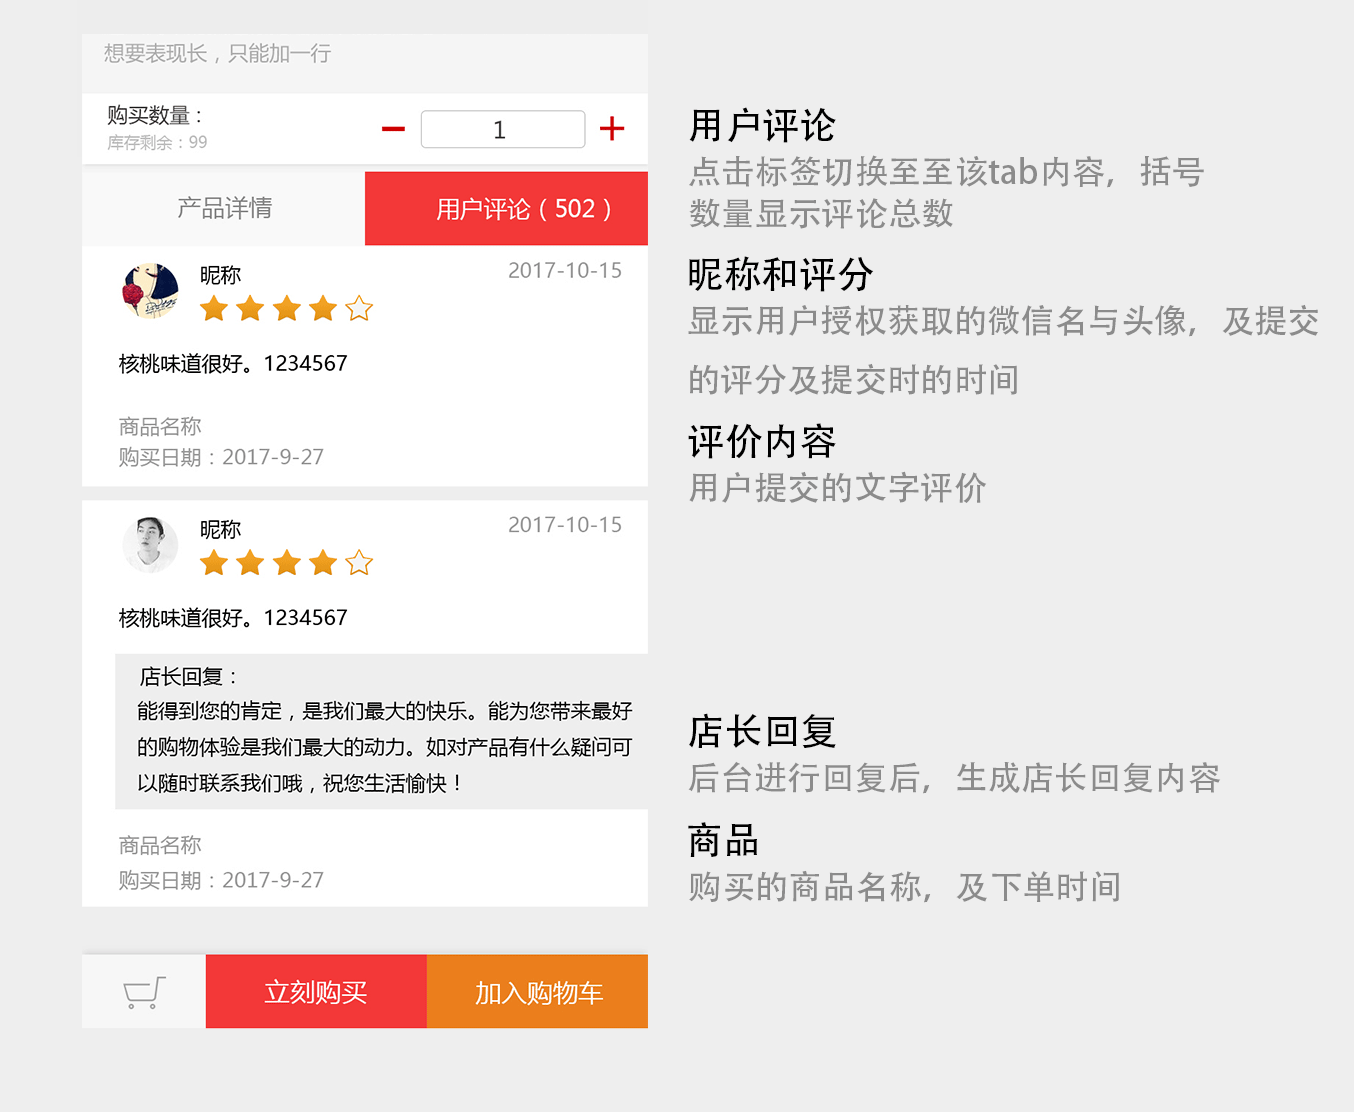 想要表现长，只能加一行
购买数量：
库存剩余：99
1
产品详情
用户评论（502）
昵称
2017-10-15
核桃味道很好。1234567
商品名称
购买日期：2017-9-27
昵称
2017-10-15
核桃味道很好。1234567
店长回复：
能得到您的肯定，是我们最大的快乐。能为您带来最好
的购物体验是我们最大的动力。如对产品有什么疑问可
以随时联系我们哦，祝您生活愉快！
商品名称
购买日期：2017-9-27
立刻购买
加入购物车
用户评论
点击标签切换至至该tab内容，括号
数量显示评论总数
昵称和评分
显示用户授权获取的微信名与头像，及提交
的评分及提交时的时间
评价内容
用户提交的文字评价
店长回复
后台进行回复后，生成店长回复内容
商品
购买的商品名称，及下单时间